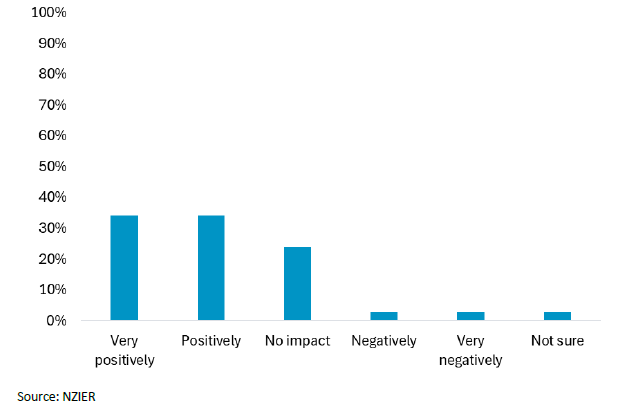 100%
90%
80%
70%
60%
50%
40%
30%
20%
10%
0%
Very
positively
Positively
No impact
Negatively
Very
negatively
Not sure
Source: NZIER